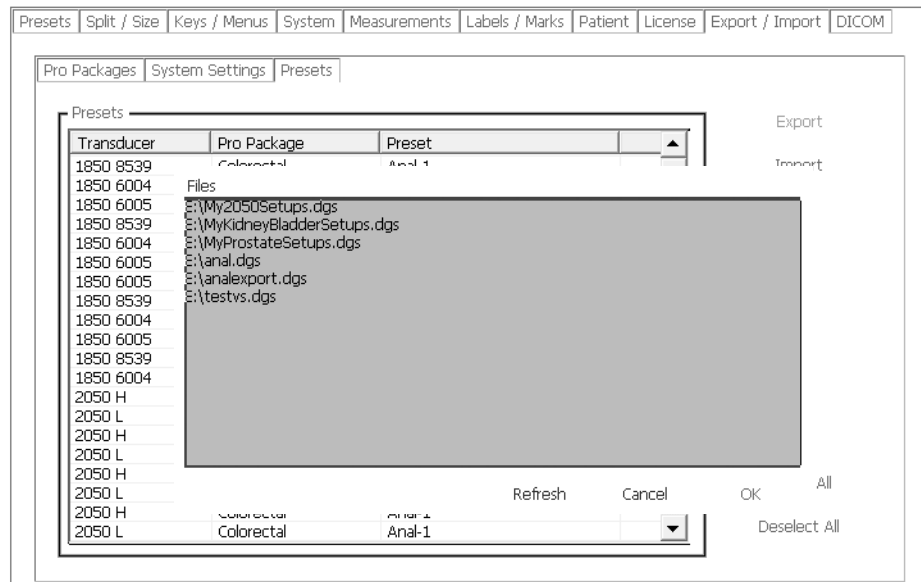 Presets Split / Size Keys / Menus System Measurements Labels / Marks Patient License Export / Import DICOM
Pro Packages System Settings Presets
Presets
Export
Transducer Pro Package Preset
1850 8539 Colorectal Anal-1 Import
1850 6004 Files
1850 6005 E:\My2050Setups.dgs
1850 8539 E:\MyKidneyBladderSetups.dgs
1850 6004 E:\MyProstateSetups.dgs
1850 6005 E:\anal.dgs
1850 6005 E:\analexport.dgs
1850 8539 E:\testvs.dgs
1850 6004
1850 6005
1850 8539
1850 6004
2050 H
2050 L
2050 H
2050 L
2050 H
All
2050 L Refresh Cancel OK
2050 H Colorectal Anal-1
2050 L Colorectal Anal-1 Deselect All